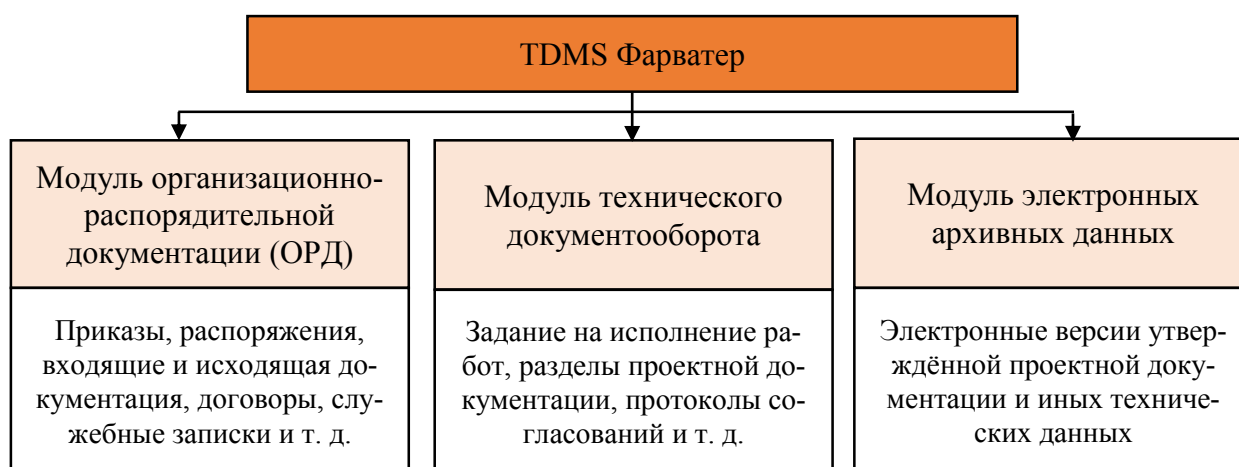 TDMS Фарватер
Модуль организационно-
распорядительной
документации (ОРД)
Приказы, распоряжения,
входящие и исходящая до-
кументация, договоры, слу-
жебные записки и т. д.
Модуль технического
документооборота
Задание на исполнение ра-
бот, разделы проектной до-
кументации, протоколы со-
гласований и т. д.
Модуль электронных
архивных данных
Электронные версии утвер-
ждённой проектной доку-
ментации и иных техниче-
ских данных